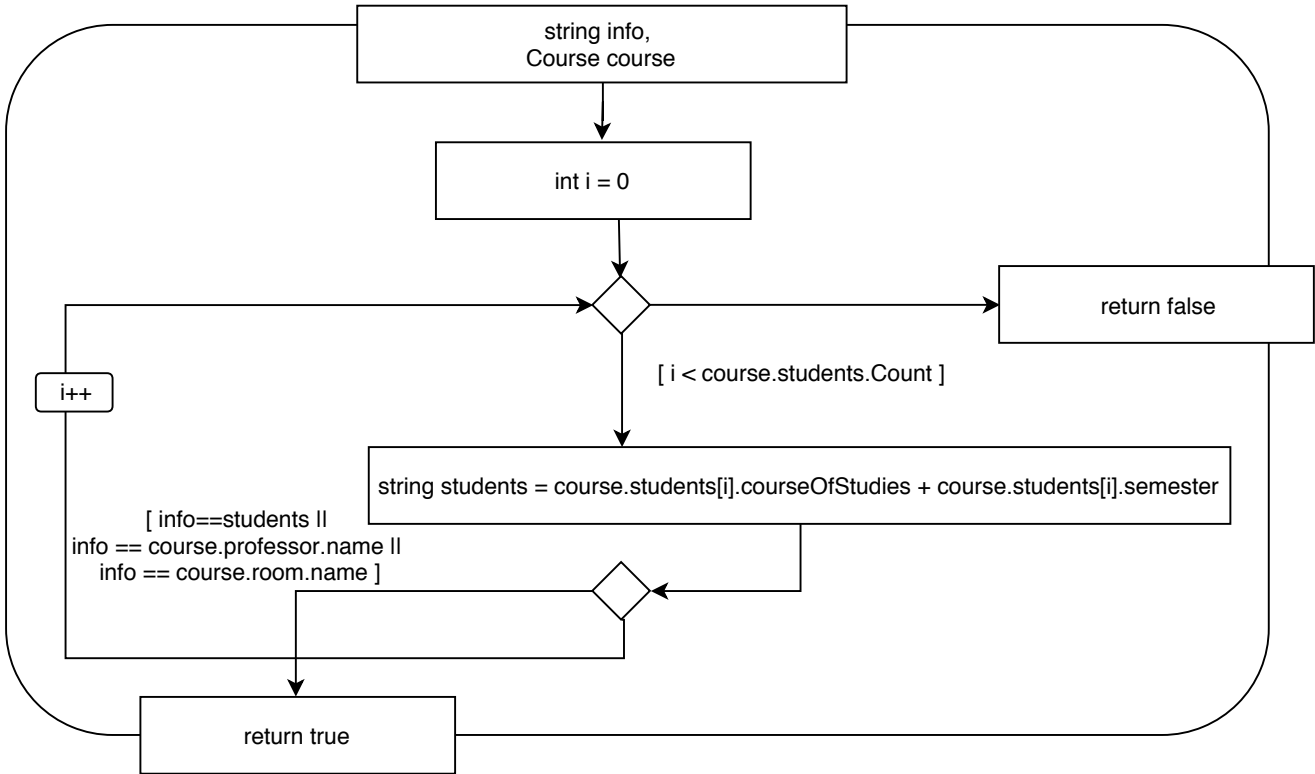 string info,
Course course
int i = 0
return false
[ i < course.students.Count ]
i++
string students = course.students[i].courseOfStudies + course.students[i].semester
[ info==students ||
info == course.professor.name ||
info == course.room.name ]
return true